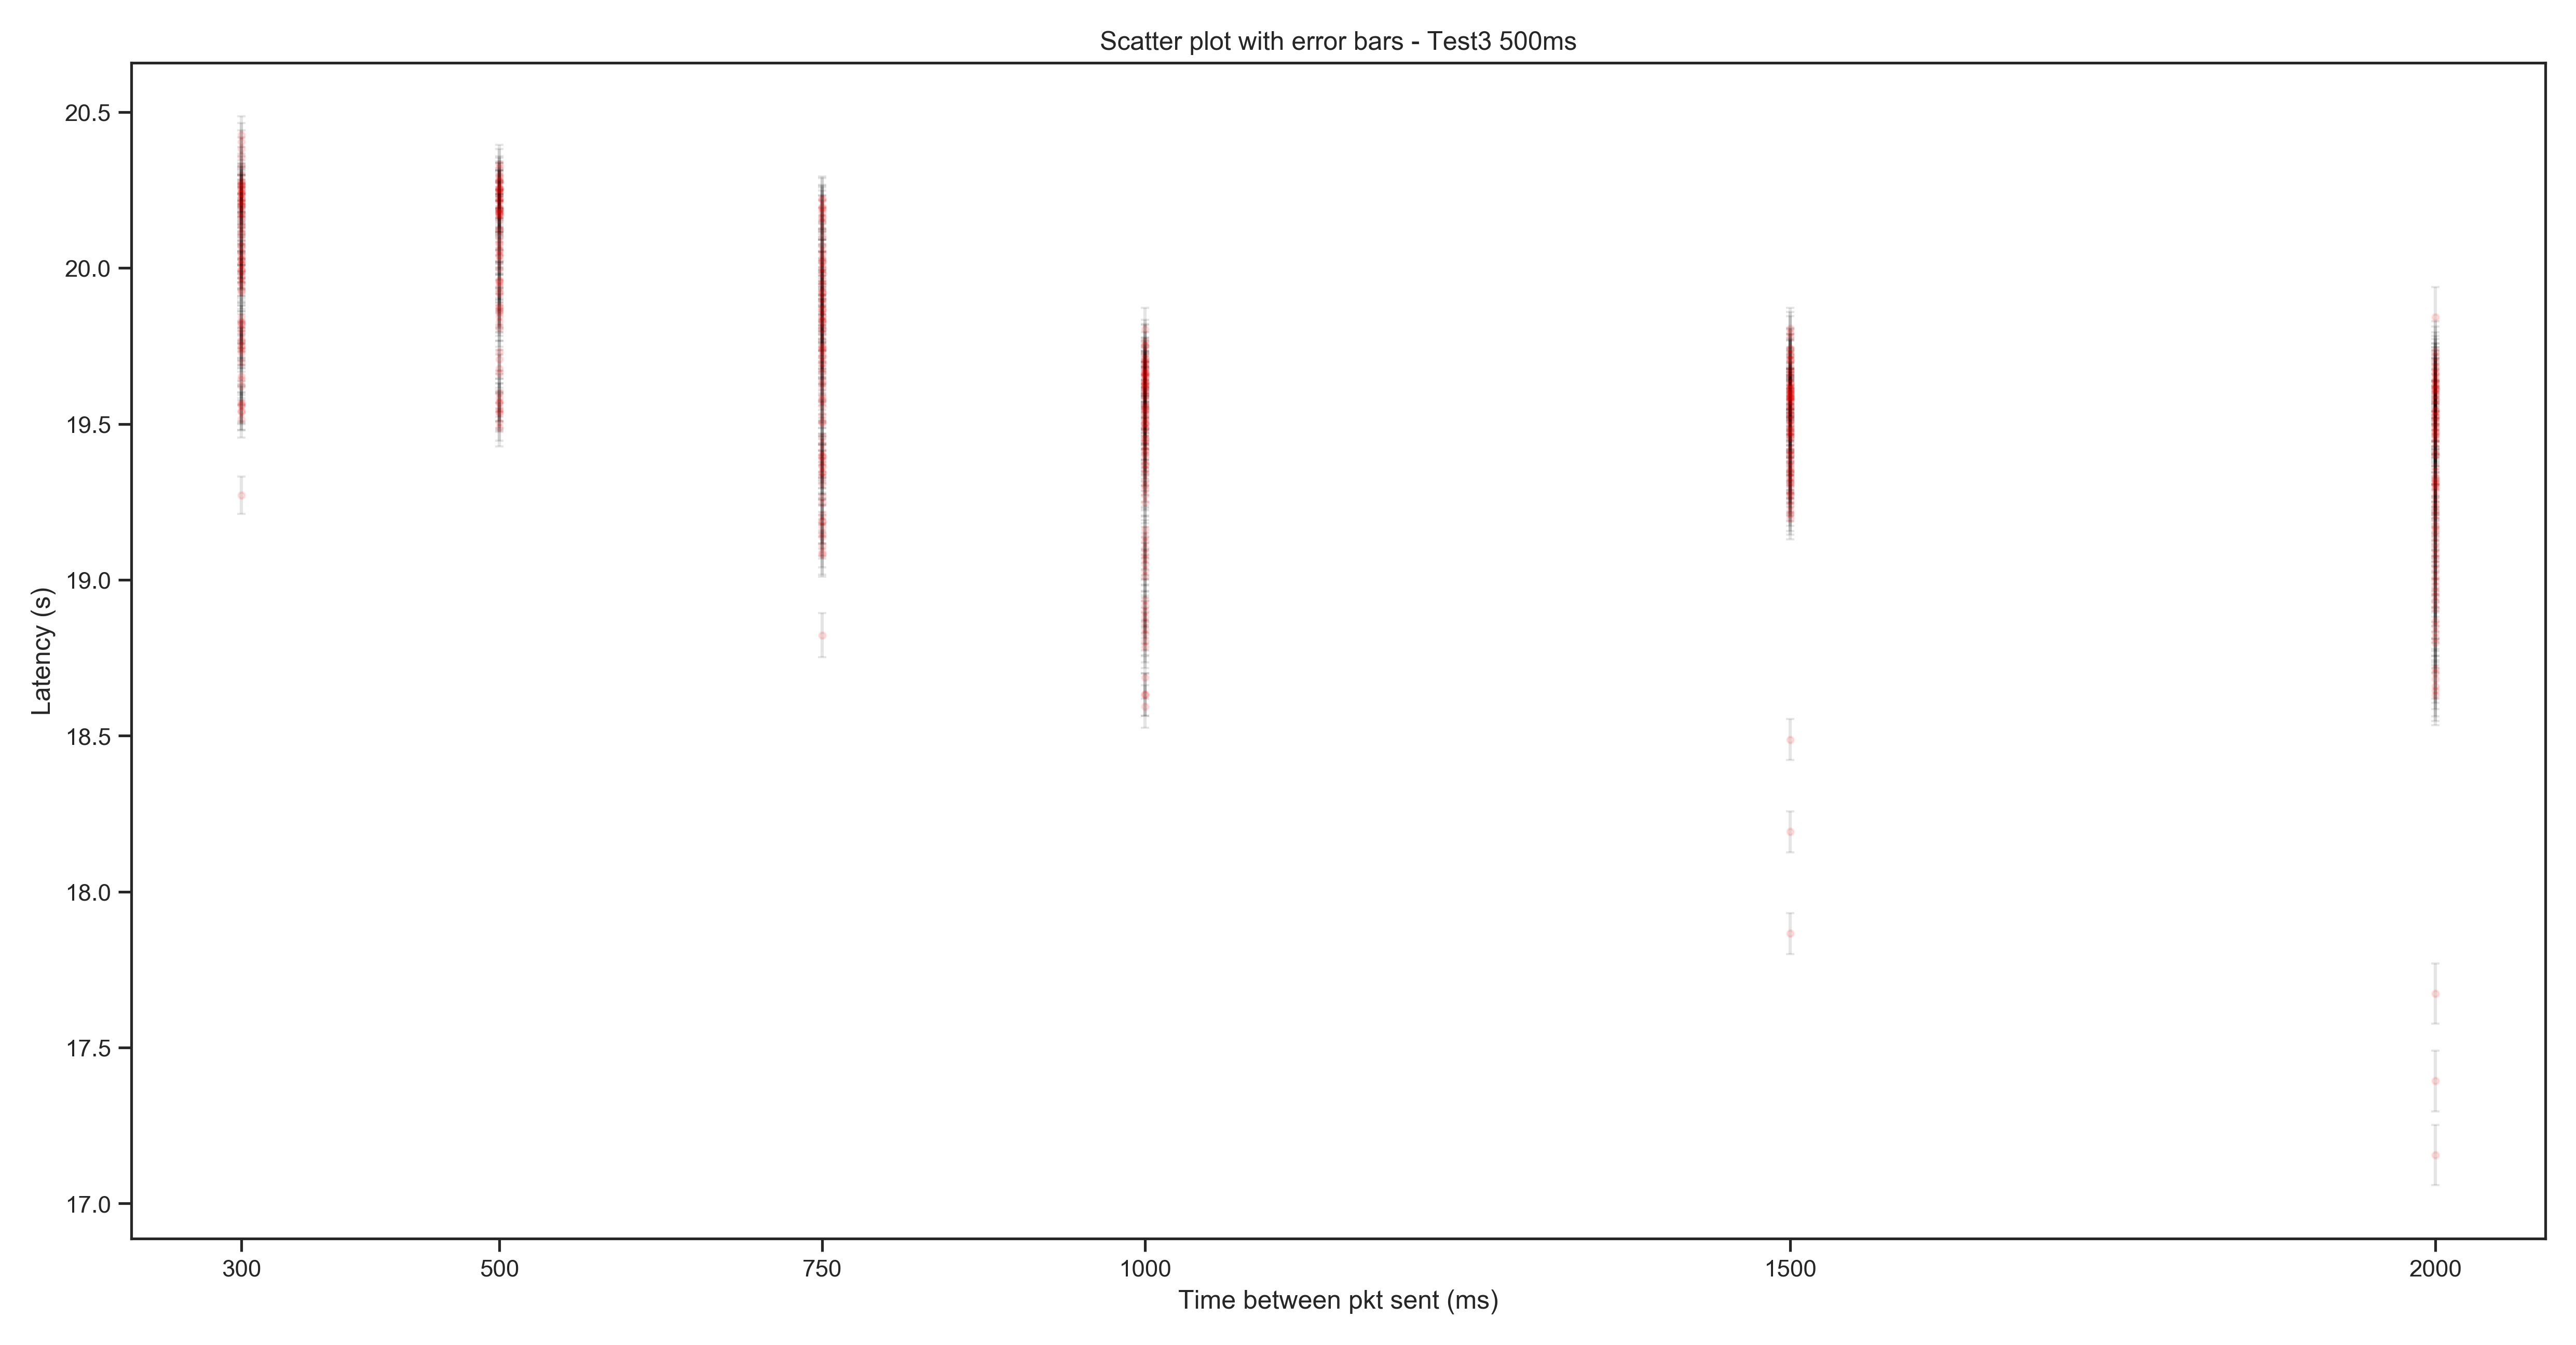 Scatter plot with error bars - Test3 500ms
Latency (s)
20.5
20.0
19.5
19.0
18.5
18.0
17.5
17.0
300 500 750 1000 1500 2000
Time between pkt sent (ms)